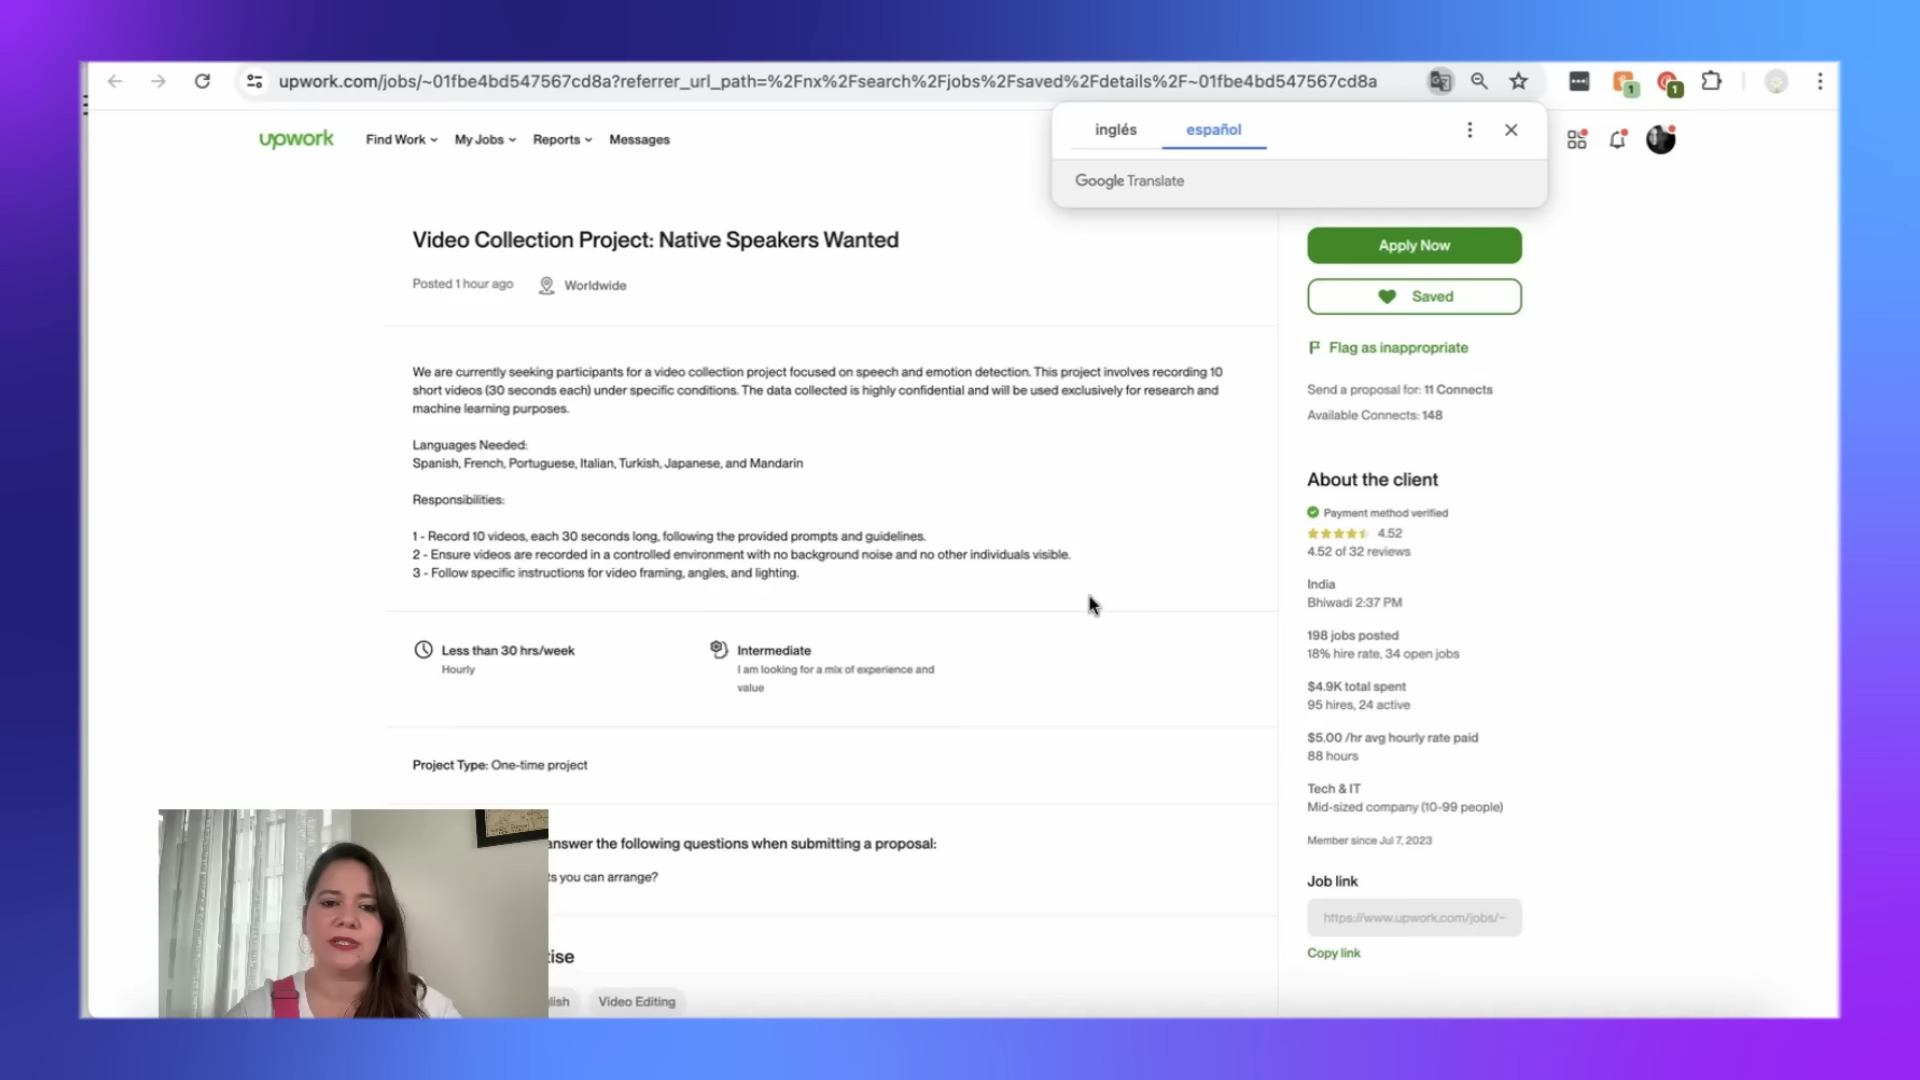 upwork.com/jobs/~01fbe4bd547567cd8a?referrer_url_path=%2Fnx%2Fsearch%2Fjobs%2Fsaved%2Fdetails%2F~01fbe4bd547567cd8a
1
1
inglés
español
Google Translate
upwork
Find Work
My Jobs
Reports
Messages
Video Collection Project: Native Speakers Wanted
Posted 1 hour ago
Worldwide
We are currently seeking participants for a video collection project focused on speech and emotion detection. This project involves recording 10
short videos (30 seconds each) under specific conditions. The data collected is highly confidential and will be used exclusively for research and
machine learning purposes.
Languages Needed:
Spanish, French, Portuguese, Italian, Turkish, Japanese, and Mandarin
Responsibilities:
1 - Record 10 videos, each 30 seconds long, following the provided prompts and guidelines.
2 - Ensure videos are recorded in a controlled environment with no background noise and no other individuals visible.
3 - Follow specific instructions for video framing, angles, and lighting.
Less than 30 hrs/week
Hourly
Intermediate
I am looking for a mix of experience and
value
Project Type: One-time project
answer the following questions when submitting a proposal:
ts you can arrange?
tise
lish
Video Editing
Apply Now
Saved
Flag as inappropriate
Send a proposal for: 11 Connects
Available Connects: 148
About the client
Payment method verified
4.52
4.52 of 32 reviews
India
Bhiwadi 2:37 PM
198 jobs posted
18% hire rate, 34 open jobs
$4.9K total spent
95 hires, 24 active
$5.00 /hr avg hourly rate paid
88 hours
Tech & IT
Mid-sized company (10-99 people)
Member since Jul 7, 2023
Job link
https://www.upwork.com/jobs/~
Copy link